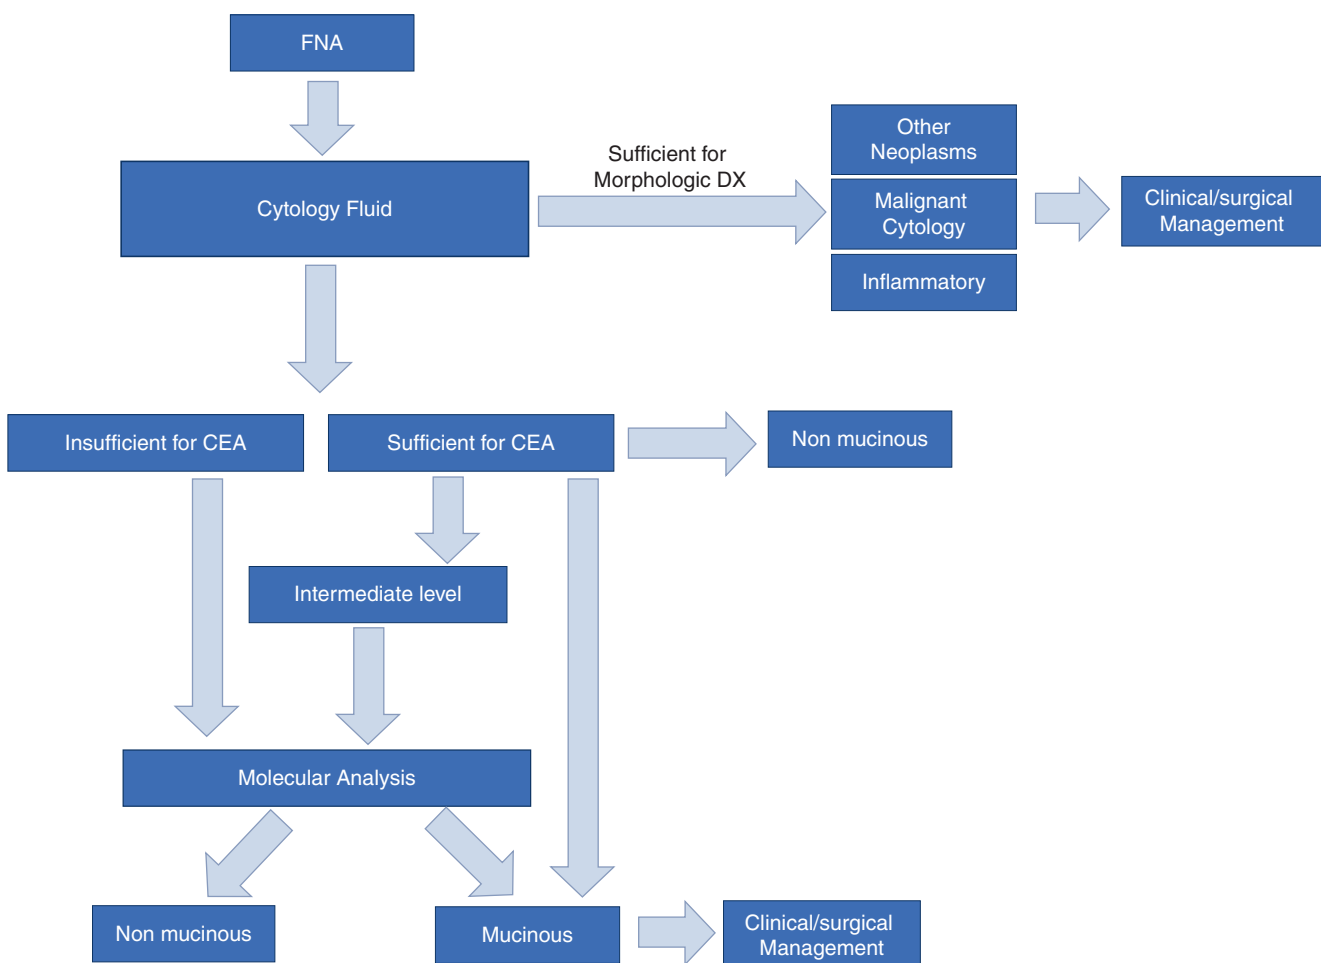 FNA
Cytology Fluid
Sufficient for
Morphologic DX
Other
Neoplasms
Malignant
Cytology
Inflammatory
Clinical/surgical
Management
Insufficient for CEA
Sufficient for CEA
Non mucinous
Intermediate level
Molecular Analysis
Non mucinous
Mucinous
Clinical/surgical
Management